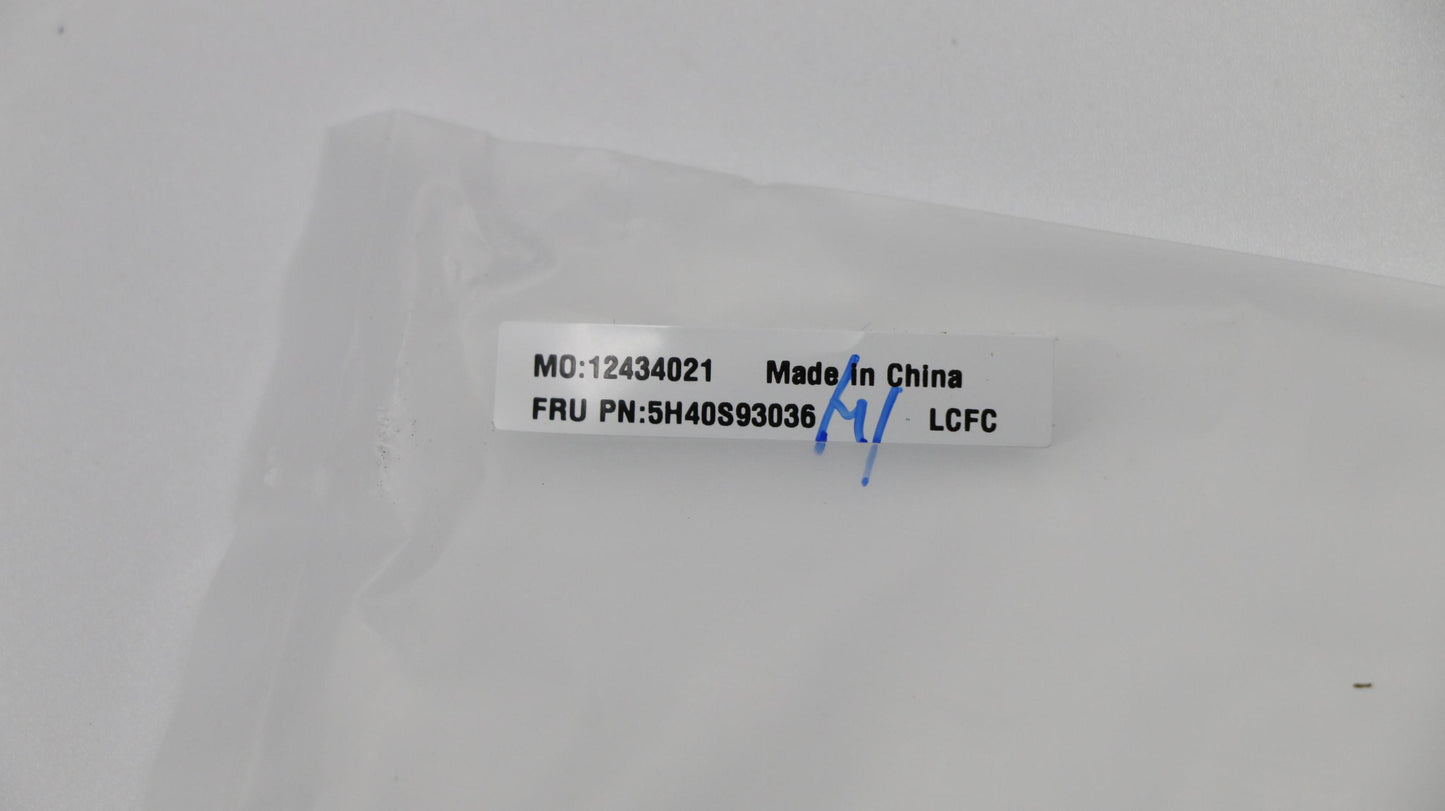 MO:12434021 Made in China
FRU PN:5H40S93036 LCFC